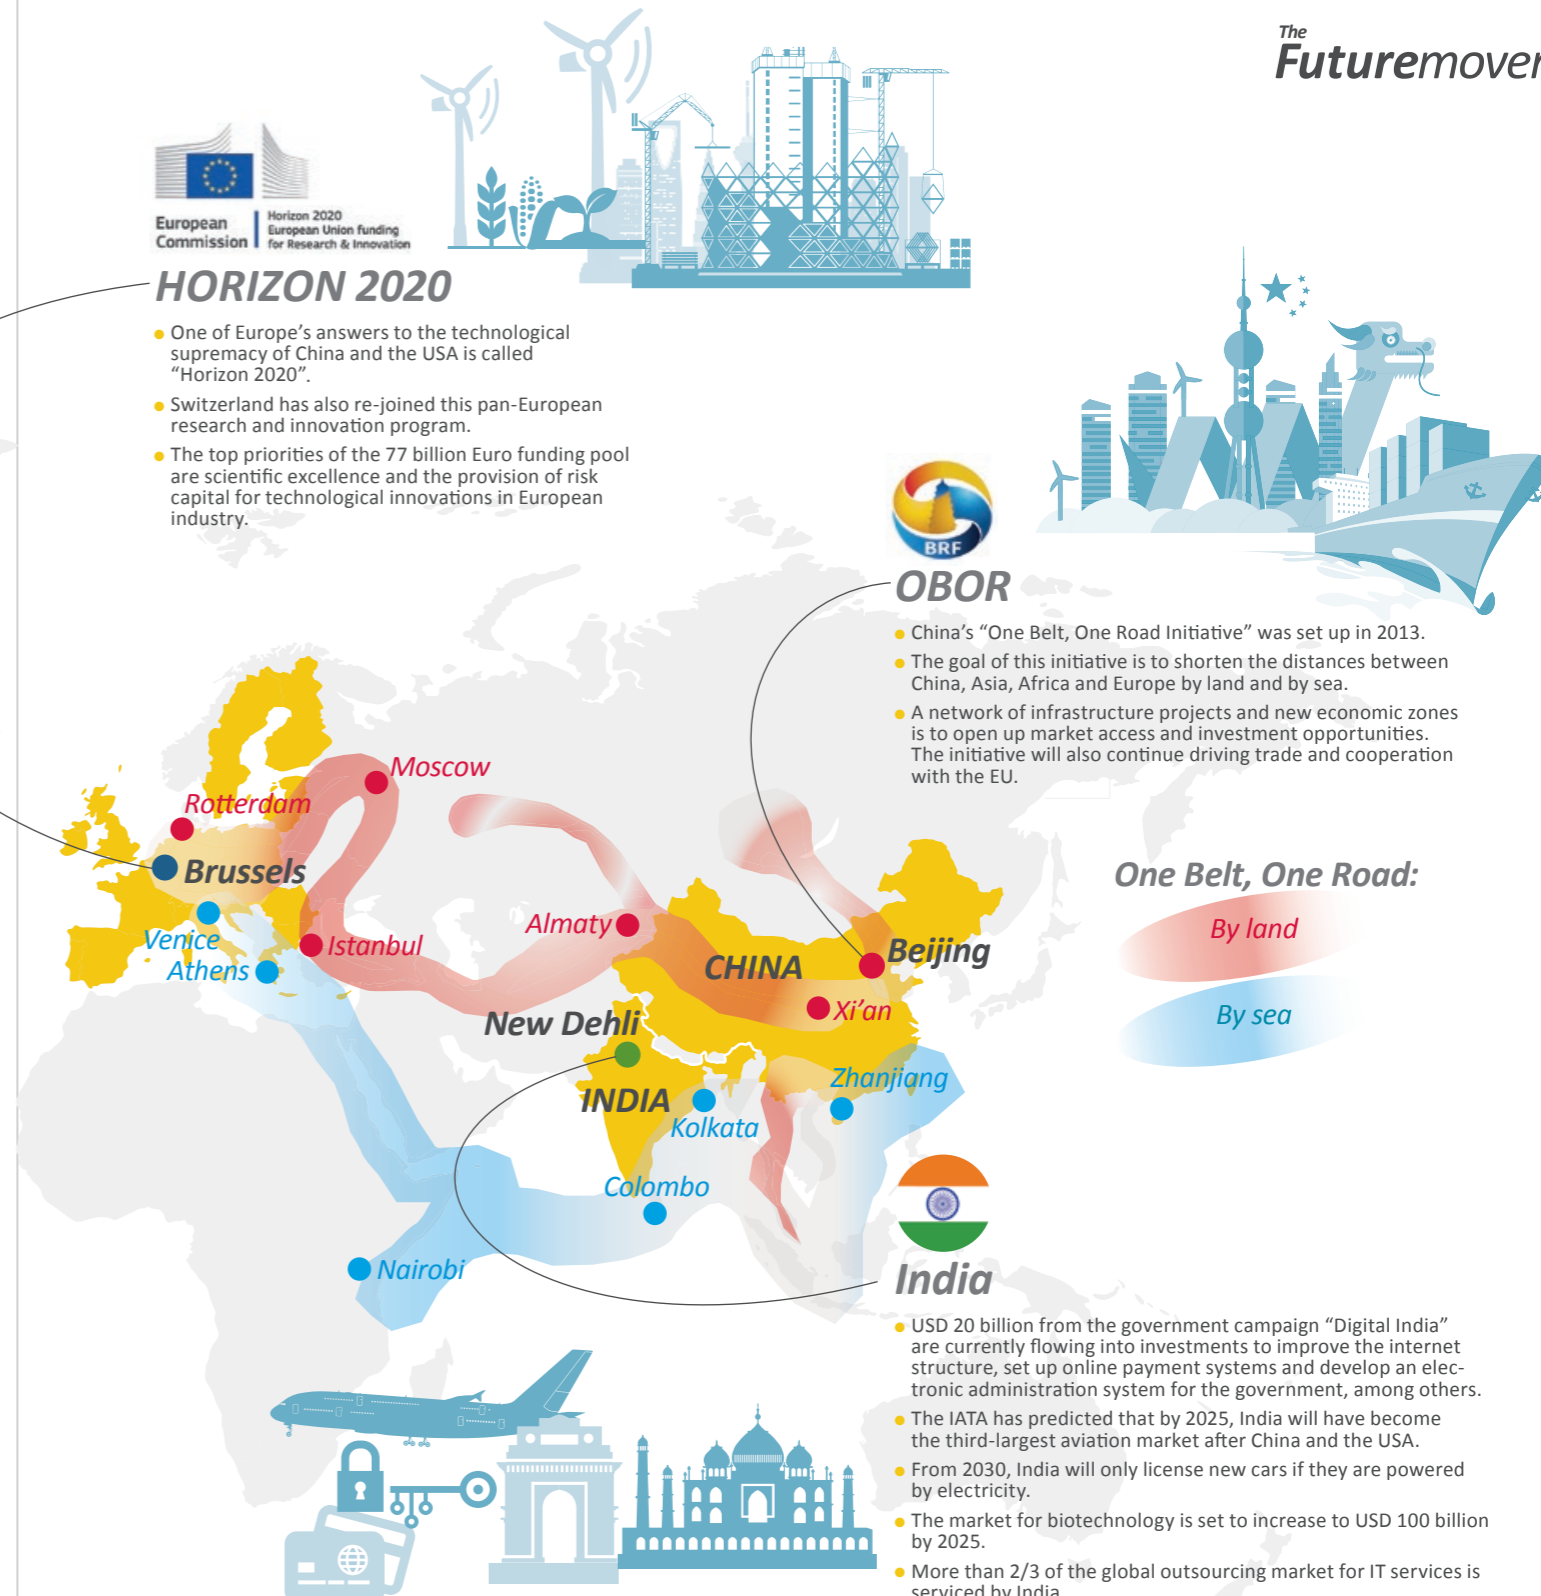 The
Futuremover
European
Commission
Horizon 2020
European Union funding
for Research & Innovation
HORIZON 2020
One of Europe's answers to the technological
supremacy of China and the USA is called
“Horizon 2020”.
Switzerland has also re-joined this pan-European
research and innovation program.
The top priorities of the 77 billion Euro funding pool
are scientific excellence and the provision of risk
capital for technological innovations in European
industry.
BRF
OBOR
China's “One Belt, One Road Initiative” was set up in 2013.
The goal of this initiative is to shorten the distances between
China, Asia, Africa and Europe by land and by sea.
A network of infrastructure projects and new economic zones
is to open up market access and investment opportunities.
The initiative will also continue driving trade and cooperation
with the EU.
Moscow
Rotterdam
Brussels
Venice
Athens
Istanbul
Almaty
CHINA
Beijing
Xi'an
New Dehli
INDIA
Kolkata
Zhanjiang
Colombo
Nairobi
One Belt, One Road:
By land
By sea
India
USD 20 billion from the government campaign “Digital India”
are currently flowing into investments to improve the internet
structure, set up online payment systems and develop an elec-
tronic administration system for the government, among others.
The IATA has predicted that by 2025, India will have become
the third-largest aviation market after China and the USA.
From 2030, India will only license new cars if they are powered
by electricity.
The market for biotechnology is set to increase to USD 100 billion
by 2025.
More than 2/3 of the global outsourcing market for IT services is
serviced by India